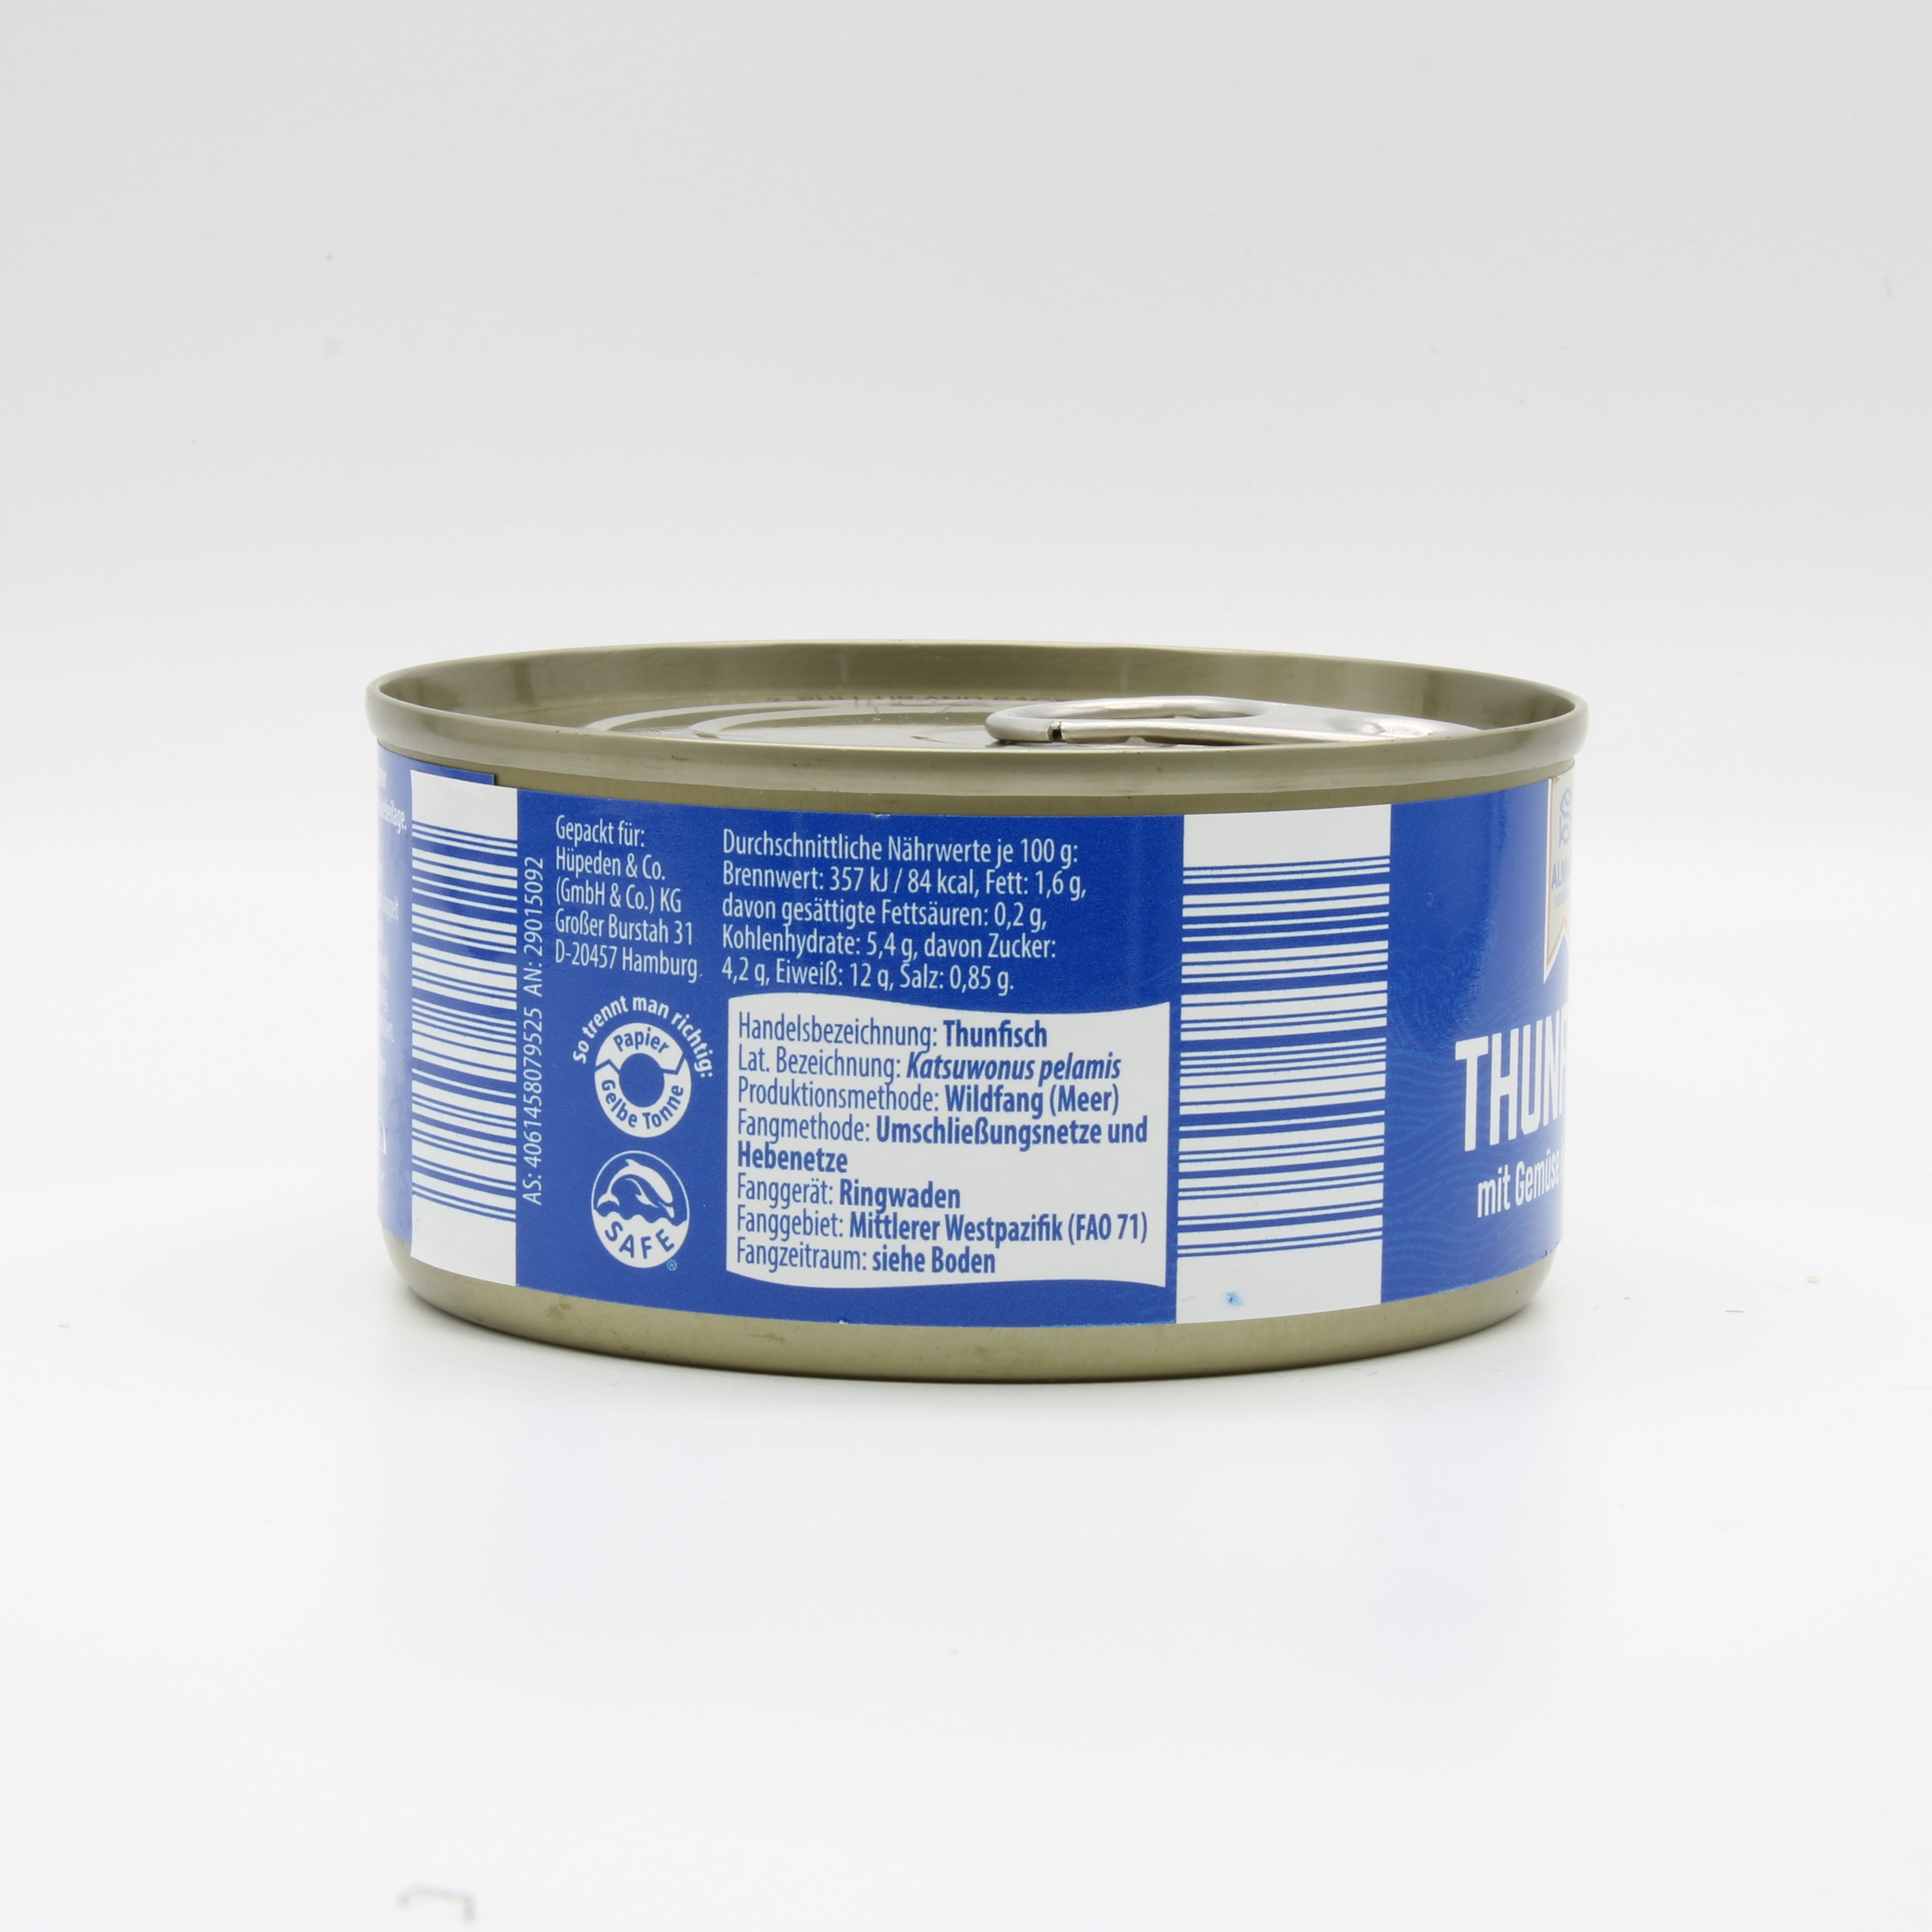 AS: 4061458079525 AN: 29015092
Gepackt für:
Hüpeden & Co.
(GmbH & Co.) KG
Großer Burstah 31
D-20457 Hamburg.
So trennt man richtig:
Papier
Gelbe Tonne
SAFE®
Durchschnittliche Nährwerte je 100 g:
Brennwert: 357 kJ / 84 kcal, Fett: 1,6 g,
davon gesättigte Fettsäuren: 0,2 g,
Kohlenhydrate: 5,4 g, davon Zucker:
4,2 g, Eiweiß: 12 g, Salz: 0,85 g.
Handelsbezeichnung: Thunfisch
Lat. Bezeichnung: Katsuwonus pelamis
Produktionsmethode: Wildfang (Meer)
Fangmethode: Umschließungsnetze und
Hebenetze
Fanggerät: Ringwaden
Fanggebiet: Mittlerer Westpazifik (FAO 71)
Fangzeitraum: siehe Boden
THUN
mit Gemüse